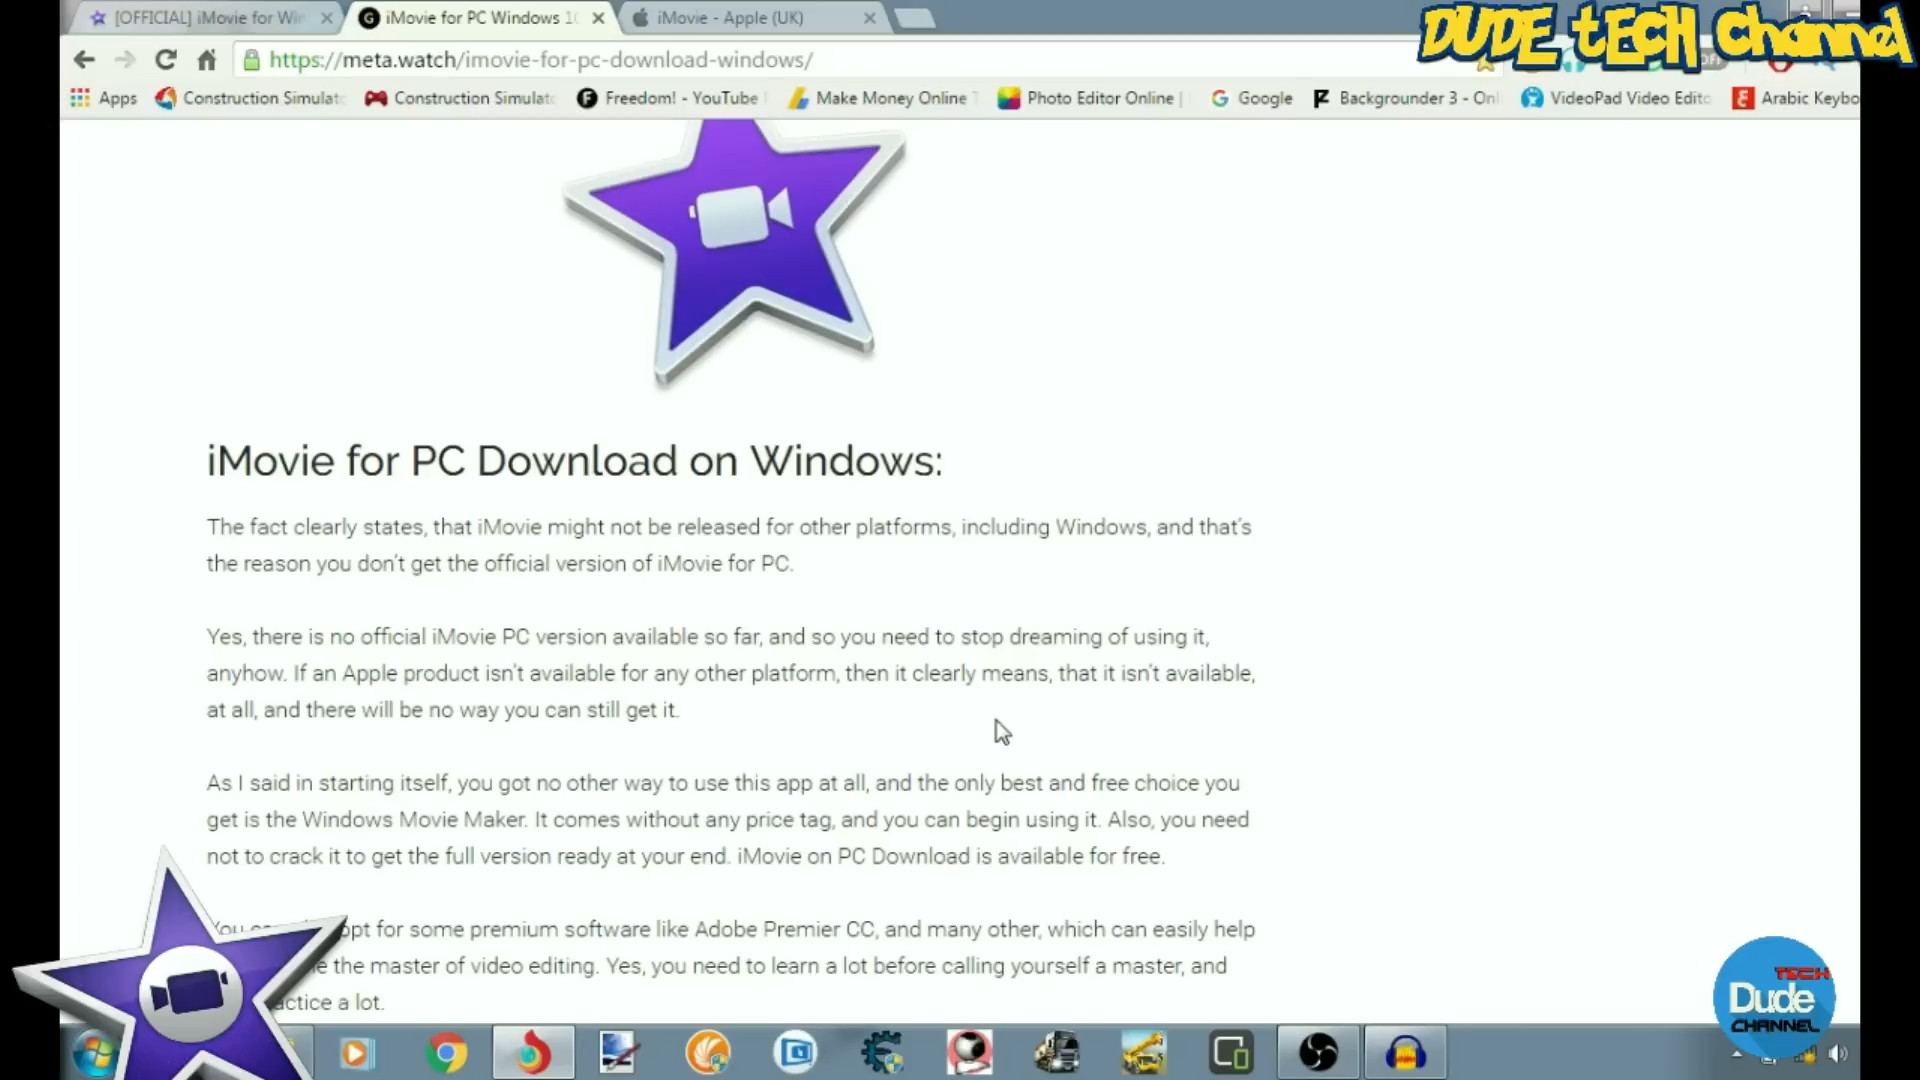 [OFFICIAL] iMovie for Win
iMovie for PC Windows 10
iMovie - Apple (UK)
DUDE tECH Channel
https://meta.watch/imovie-for-pc-download-windows/
Apps
Construction Simulato
Construction Simulato
Freedom! - YouTube
Make Money Online
Photo Editor Online |
Google
Backgrounder 3 - Onl
VideoPad Video Edito
Arabic Keybo
iMovie for PC Download on Windows:
The fact clearly states, that iMovie might not be released for other platforms, including Windows, and that's
the reason you don't get the official version of iMovie for PC.
Yes, there is no official iMovie PC version available so far, and so you need to stop dreaming of using it,
anyhow. If an Apple product isn't available for any other platform, then it clearly means, that it isn't available,
at all, and there will be no way you can still get it.
As I said in starting itself, you got no other way to use this app at all, and the only best and free choice you
get is the Windows Movie Maker. It comes without any price tag, and you can begin using it. Also, you need
not to crack it to get the full version ready at your end. iMovie on PC Download is available for free.
opt for some premium software like Adobe Premier CC, and many other, which can easily help
the master of video editing. Yes, you need to learn a lot before calling yourself a master, and
actice a lot.
TECH
Dude
CHANNEL